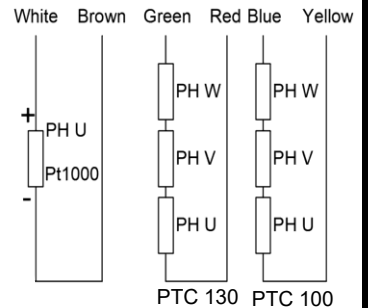 White Brown Green Red Blue Yellow
PH W PH W
+
PH U
PH V PH V
Pt1000
-
PH U PH U
PTC 130 PTC 100